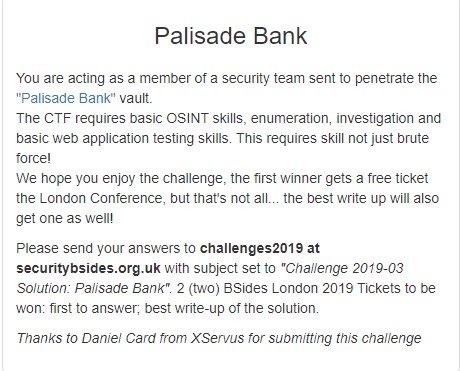 Palisade Bank
You are acting as a member of a security team sent to penetrate the
"Palisade Bank" vault.
The CTF requires basic OSINT skills, enumeration, investigation and
basic web application testing skills. This requires skill not just brute
force!
We hope you enjoy the challenge, the first winner gets a free ticket
the London Conference, but that's not all... the best write up will also
get one as well!
Please send your answers to challenges2019 at
securitybsides.org.uk with subject set to "Challenge 2019-03
Solution: Palisade Bank". 2 (two) BSides London 2019 Tickets to be
won: first to answer; best write-up of the solution.
Thanks to Daniel Card from XServus for submitting this challenge